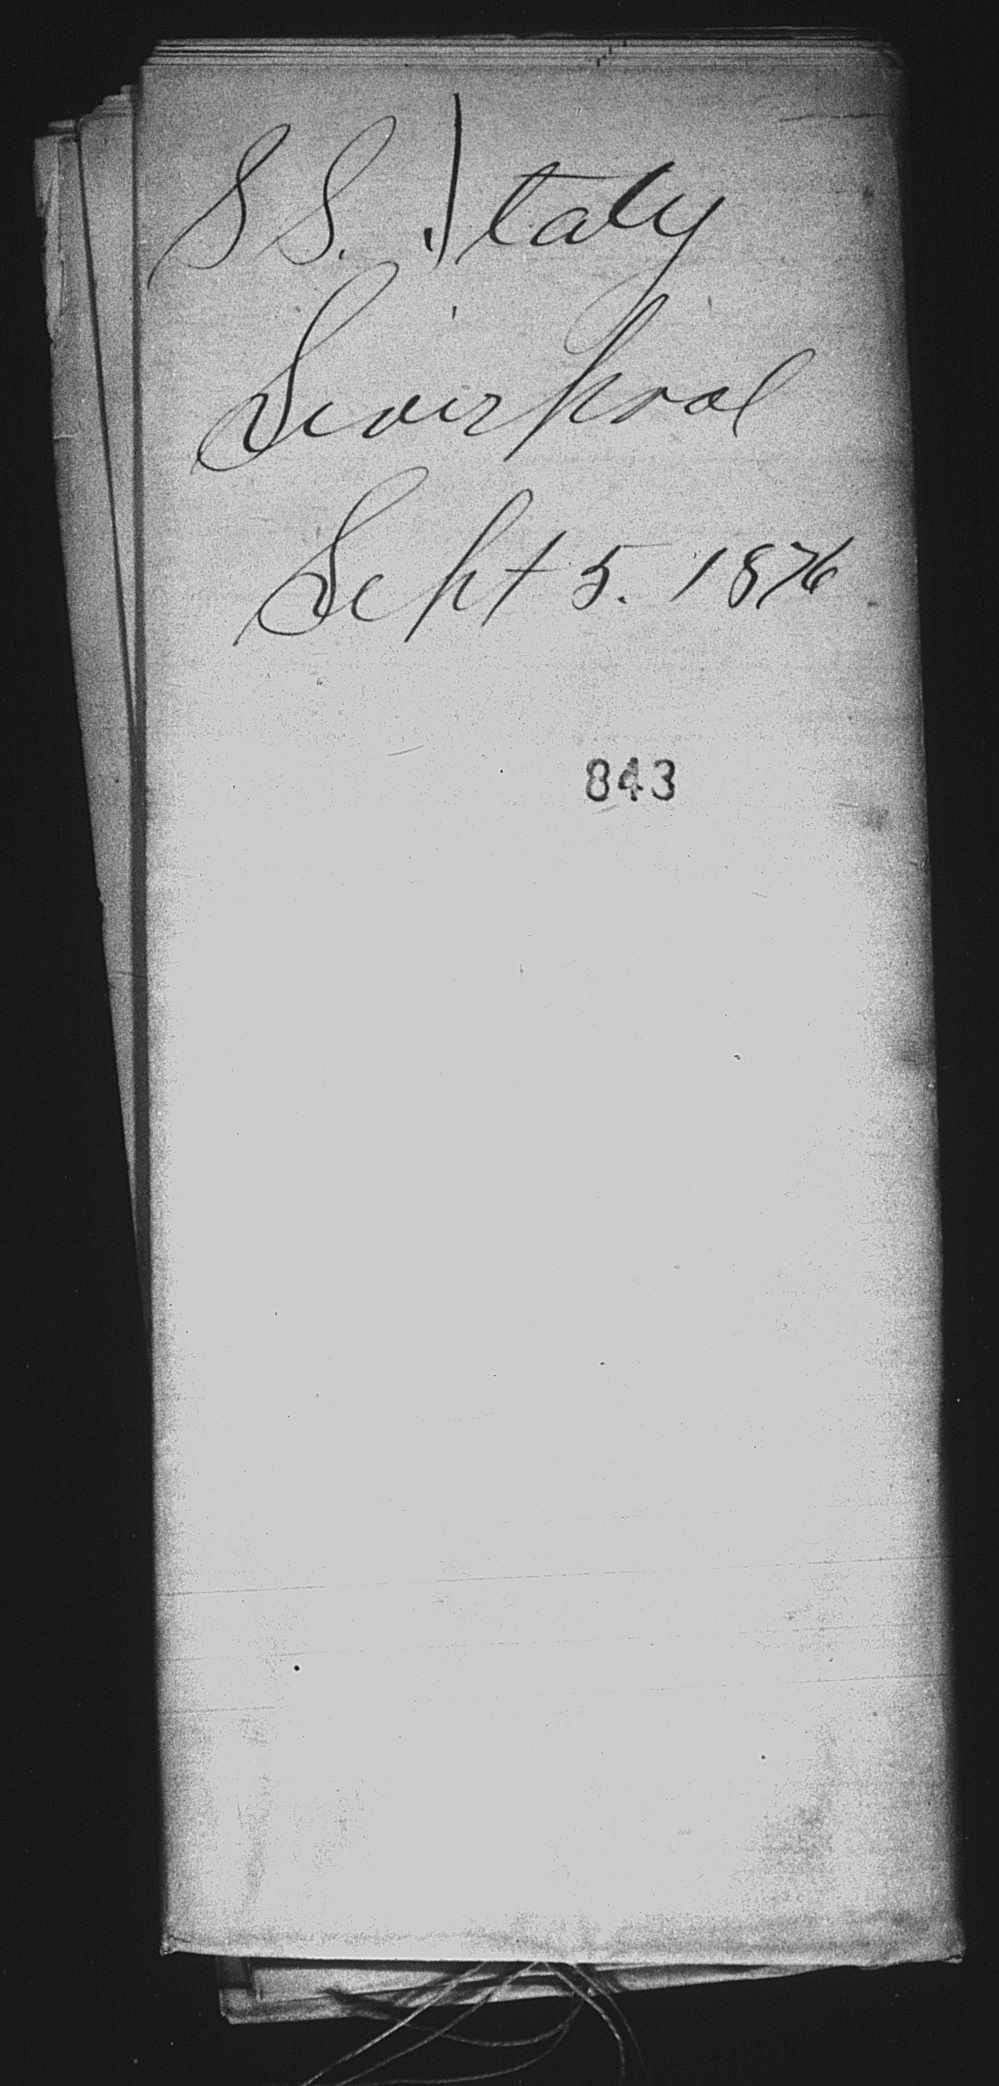 S S. Italy
Liverpool
Sept 5. 1876
843